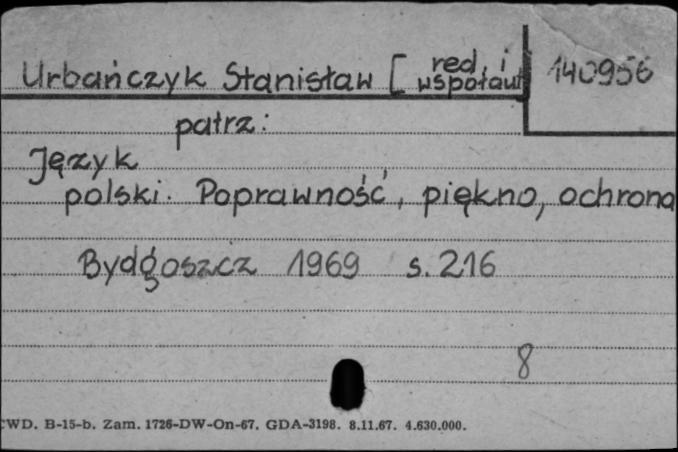 Urbańczyk Stanisław [red. i współaut] 140956
patrz:
Język
polski. Poprawność, piękno, ochrona
Bydgoszcz 1969 s. 216
8
CWD. B-15-b. Zam. 1726-DW-On-67. GDA-3198. 8.11.67. 4.630.000.